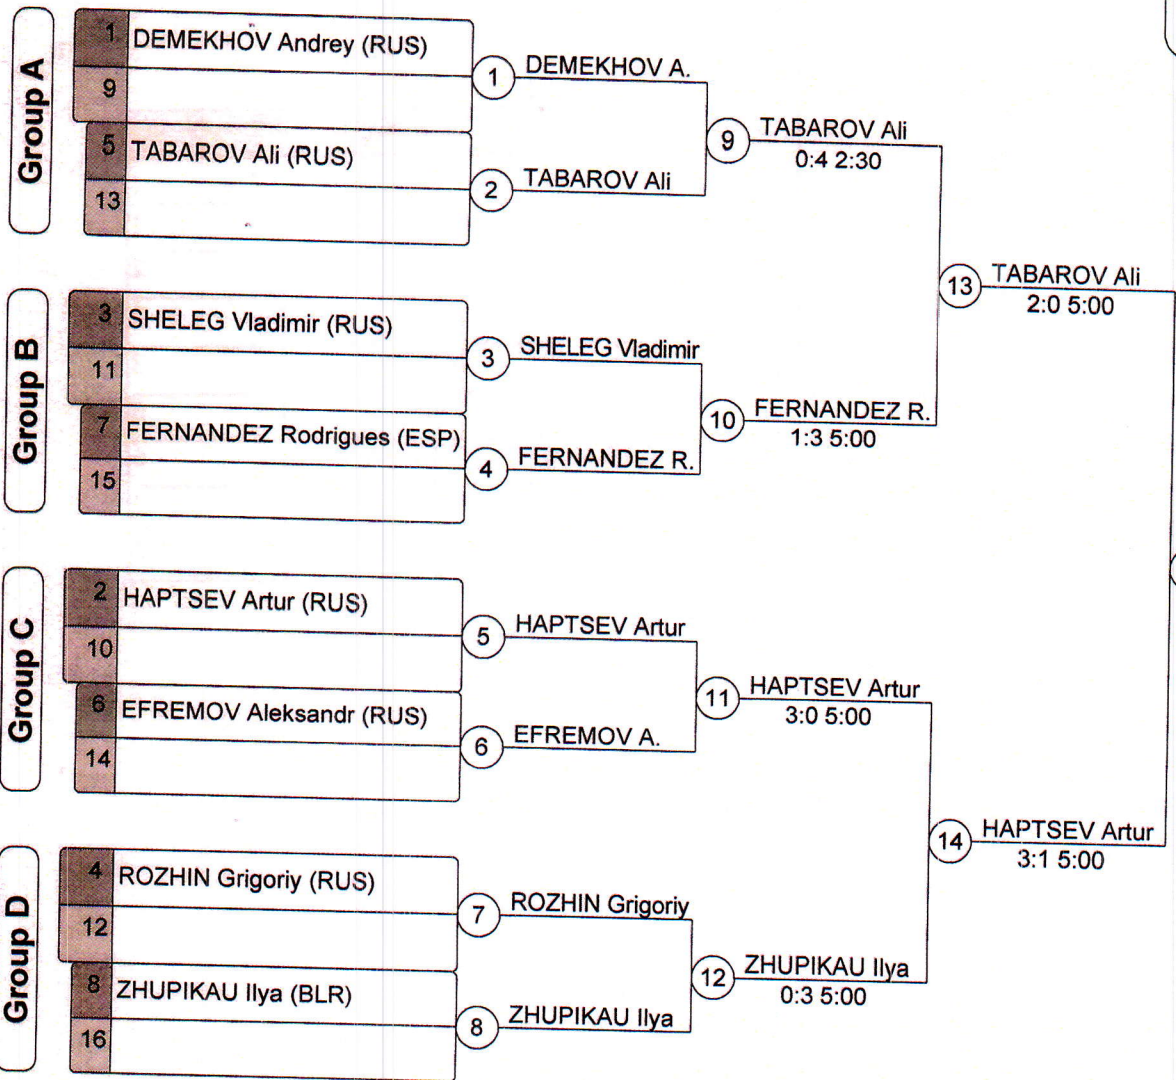 Group A
1 DEMEKHOV Andrey (RUS)
9
5 TABAROV Ali (RUS)
13
1 DEMEKHOV A.
2 TABAROV Ali
9 TABAROV Ali
0:4 2:30
13 TABAROV Ali
2:0 5:00
Group B
3 SHELEG Vladimir (RUS)
11
7 FERNANDEZ Rodrigues (ESP)
15
3 SHELEG Vladimir
4 FERNANDEZ R.
10 FERNANDEZ R.
1:3 5:00
Group C
2 HAPTSEV Artur (RUS)
10
6 EFREMOV Aleksandr (RUS)
14
5 HAPTSEV Artur
6 EFREMOV A.
11 HAPTSEV Artur
3:0 5:00
14 HAPTSEV Artur
3:1 5:00
Group D
4 ROZHIN Grigoriy (RUS)
12
8 ZHUPIKAU Ilya (BLR)
16
7 ROZHIN Grigoriy
8 ZHUPIKAU Ilya
12 ZHUPIKAU Ilya
0:3 5:00